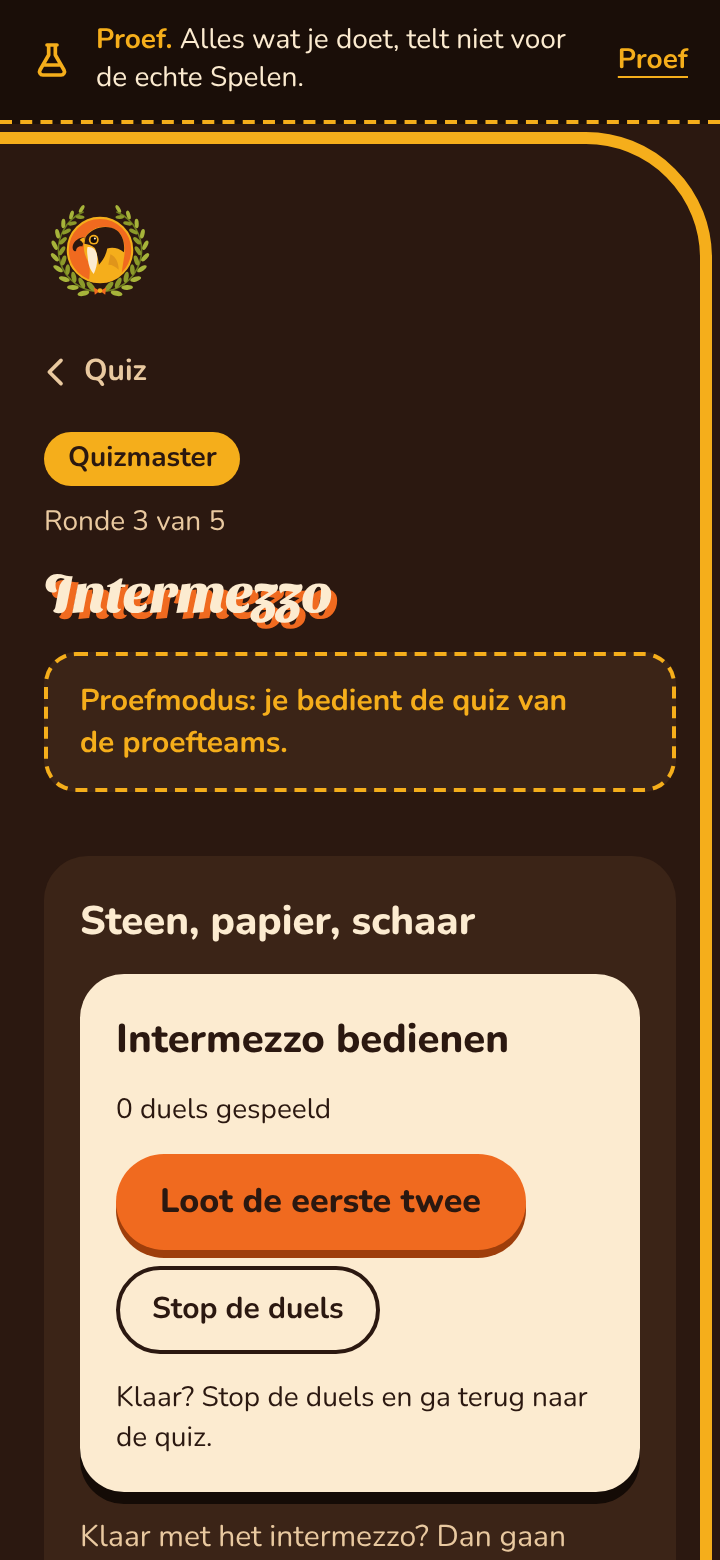 Proef. Alles wat je doet, telt niet voor
de echte Spelen.
Proef
Quiz
Quizmaster
Ronde 3 van 5
Intermezzo
Proefmodus: je bedient de quiz van
de proefteams.
Steen, papier, schaar
Intermezzo bedienen
0 duels gespeeld
Loot de eerste twee
Stop de duels
Klaar? Stop de duels en ga terug naar
de quiz.
Klaar met het intermezzo? Dan gaan